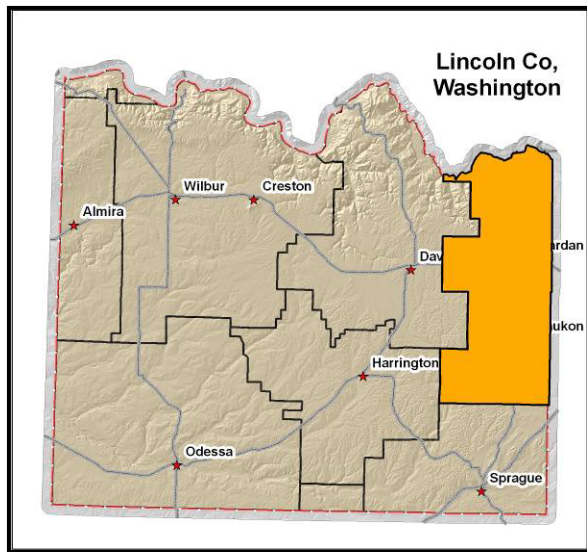 Lincoln Co,
Washington
Wilbur
Creston
Almira
Dav
ardan
ukon
Harrington
Odessa
Sprague